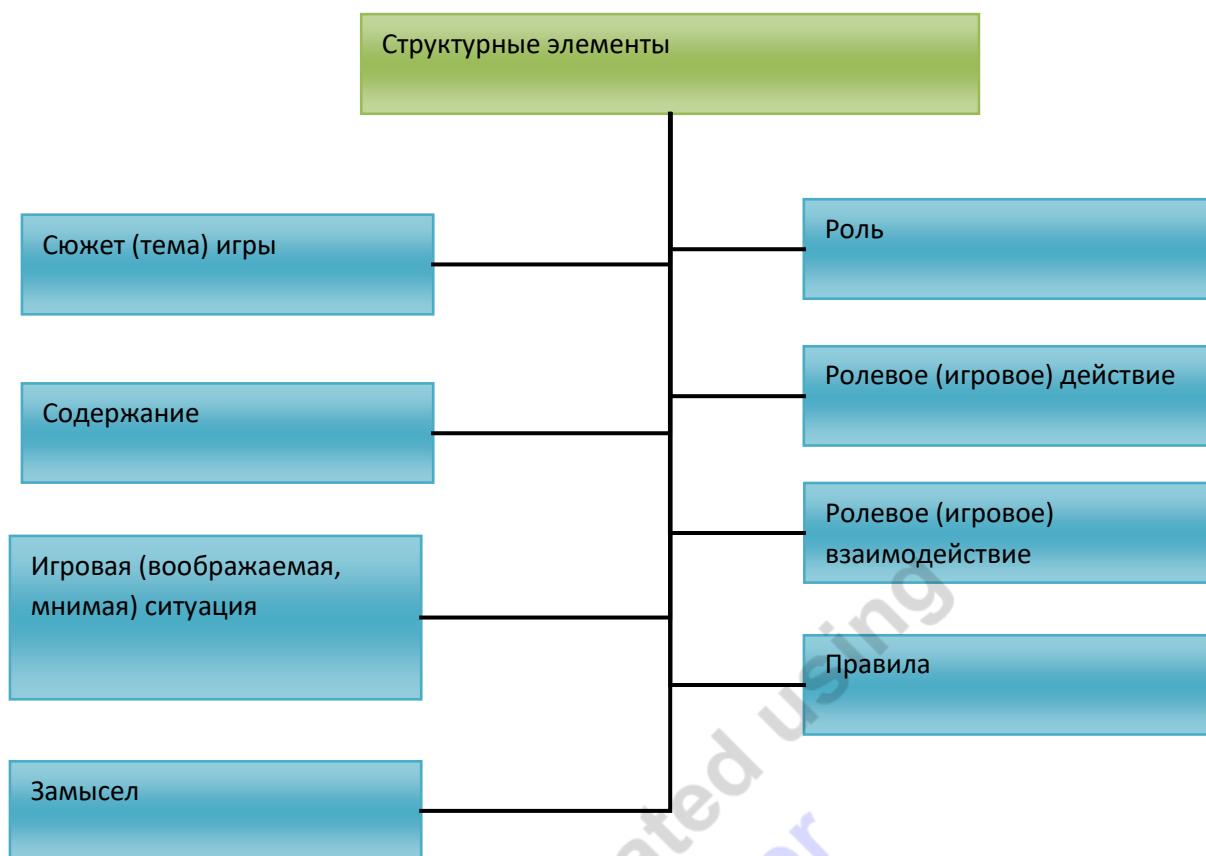 Структурные элементы
Сюжет (тема) игры
Содержание
Игровая (воображаемая,
мнимая) ситуация
Замысел
Роль
Ролевое (игровое) действие
Ролевое (игровое)
взаимодействие
Правила
using